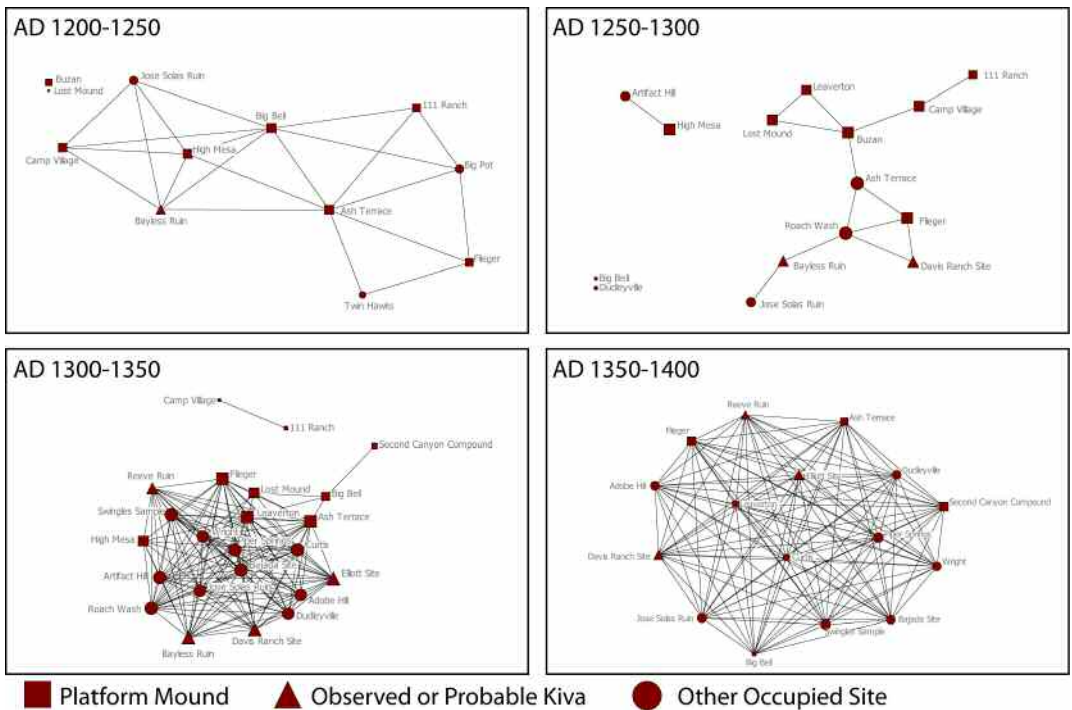 AD 1200-1250
Buzan
Lost Mound
Jose Solas Ruin
Big Bell
111 Ranch
Camp Village
High Mesa
Big Pot
Bayless Ruin
Ash Terrace
Flieger
Twin Hawks
AD 1250-1300
111 Ranch
Leaverton
Artifact Hill
Camp Village
High Mesa
Lost Mound
Buzan
Ash Terrace
Flieger
Roach Wash
Bayless Ruin
Davis Ranch Site
Big Bell
Dudleyville
Jose Solas Ruin
AD 1300-1350
Camp Village
111 Ranch
Second Canyon Compound
Reeve Ruin
Flieger
Lost Mound
Big Bell
Swingles Sample
Leaverton
Ash Terrace
High Mesa
Curtis
Bajada Site
Artifact Hill
Elliott Site
Adobe Hill
Roach Wash
Dudleyville
Davis Ranch Site
Bayless Ruin
AD 1350-1400
Reeve Ruin
Ash Terrace
Flieger
Dudleyville
Adobe Hill
Second Canyon Compound
Davis Ranch Site
Wright
Jose Solas Ruin
Bajada Site
Swingles Sample
Big Bell
Platform Mound
Observed or Probable Kiva
Other Occupied Site